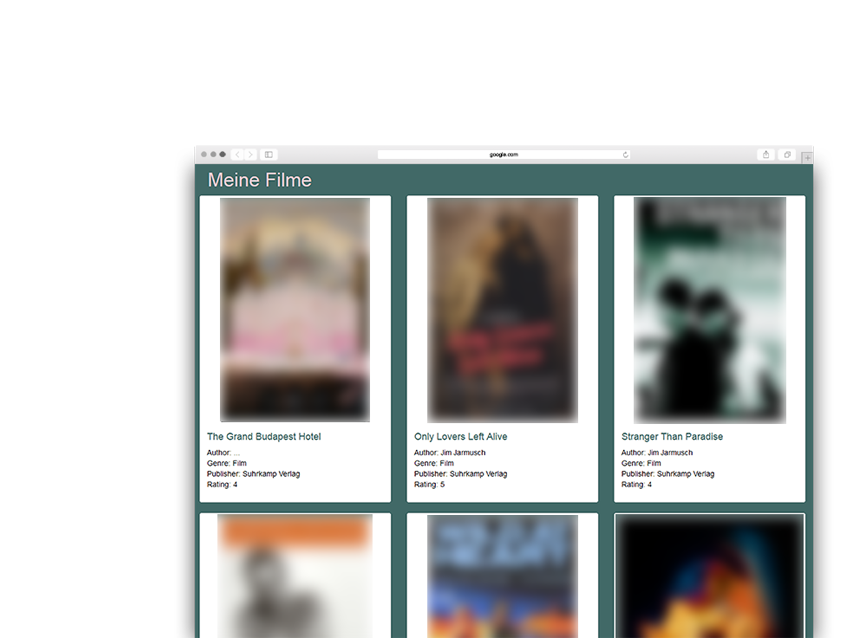 google.com
Meine Filme
The Grand Budapest Hotel
Author: ...
Genre: Film
Publisher: Suhrkamp Verlag
Rating: 4
Only Lovers Left Alive
Author: Jim Jarmusch
Genre: Film
Publisher: Suhrkamp Verlag
Rating: 5
Stranger Than Paradise
Author: Jim Jarmusch
Genre: Film
Publisher: Suhrkamp Verlag
Rating: 4